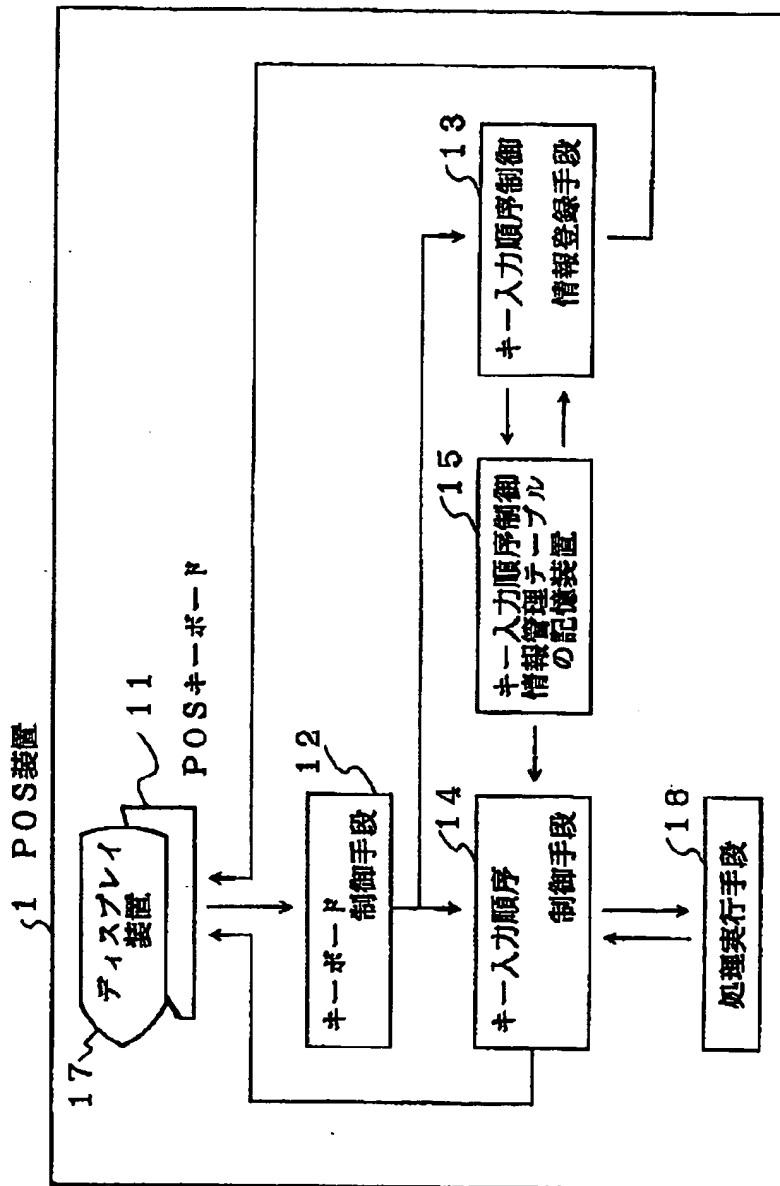 1 POS装置
17
ディスプレイ
装置
11
POSキーボード
12
キーボード
制御手段
14
キー入力順序
制御手段
15
キー入力順序制御
情報管理テーブル
の記憶装置
13
キー入力順序制御
情報登録手段
16
処理実行手段